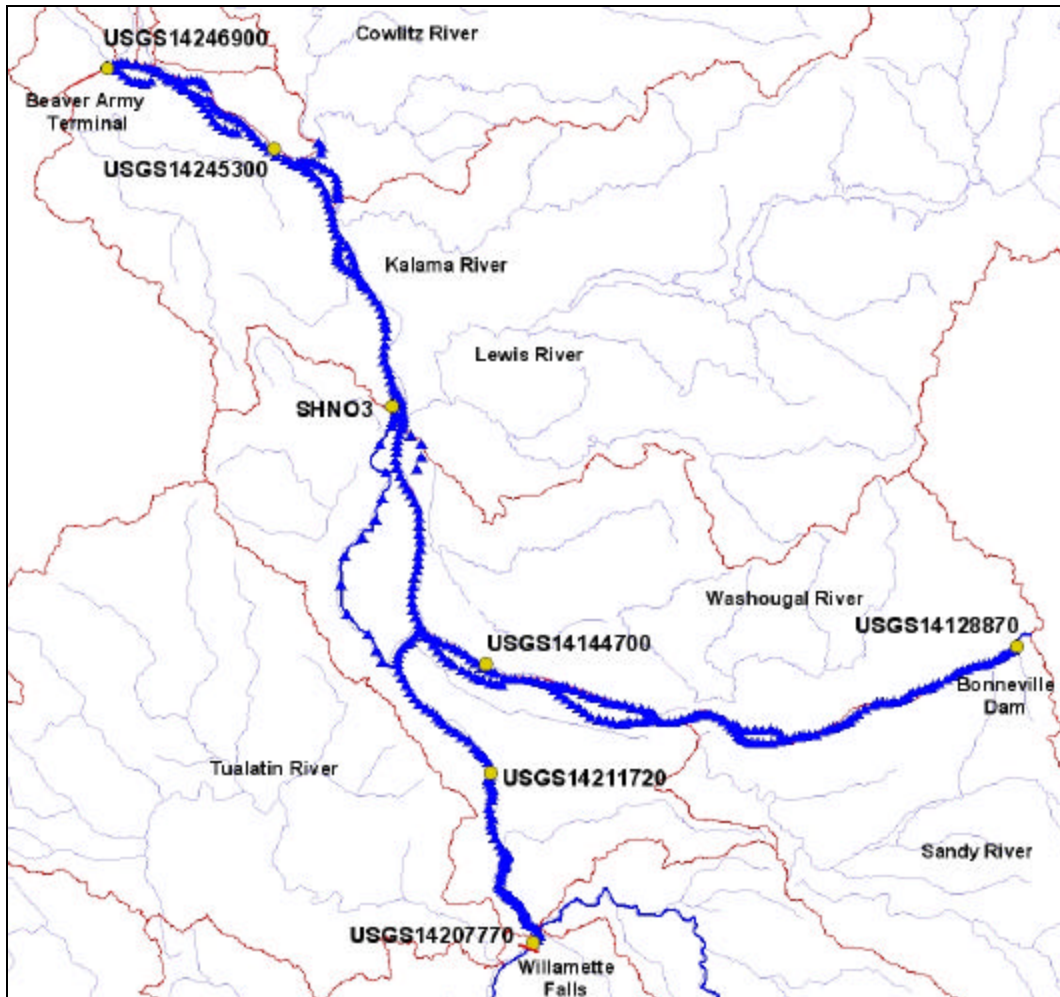 USGS14246900
Cowlitz River
Beaver Army
Terminal
USGS14245300
Kalama River
Lewis River
SHNO3
Washougal River
USGS14128870
USGS14144700
Bonneville
Dam
Tualatin River
USGS14211720
Sandy River
USGS14207770
Willamette
Falls